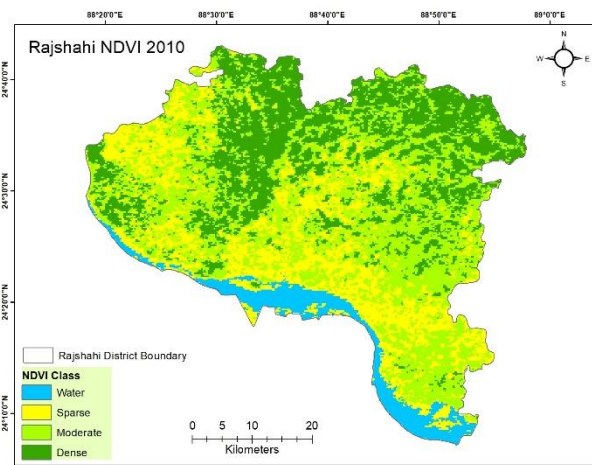 88°20'0"E 88°30'0"E 88°40'0"E 88°50'0"E 89°0'0"E
Rajshahi NDVI 2010
N
W E
S
24°40'0"N
24°30'0"N
24°20'0"N
24°10'0"N
Rajshahi District Boundary
NDVI Class
Water
Sparse
Moderate
Dense
0 5 10 20
Kilometers